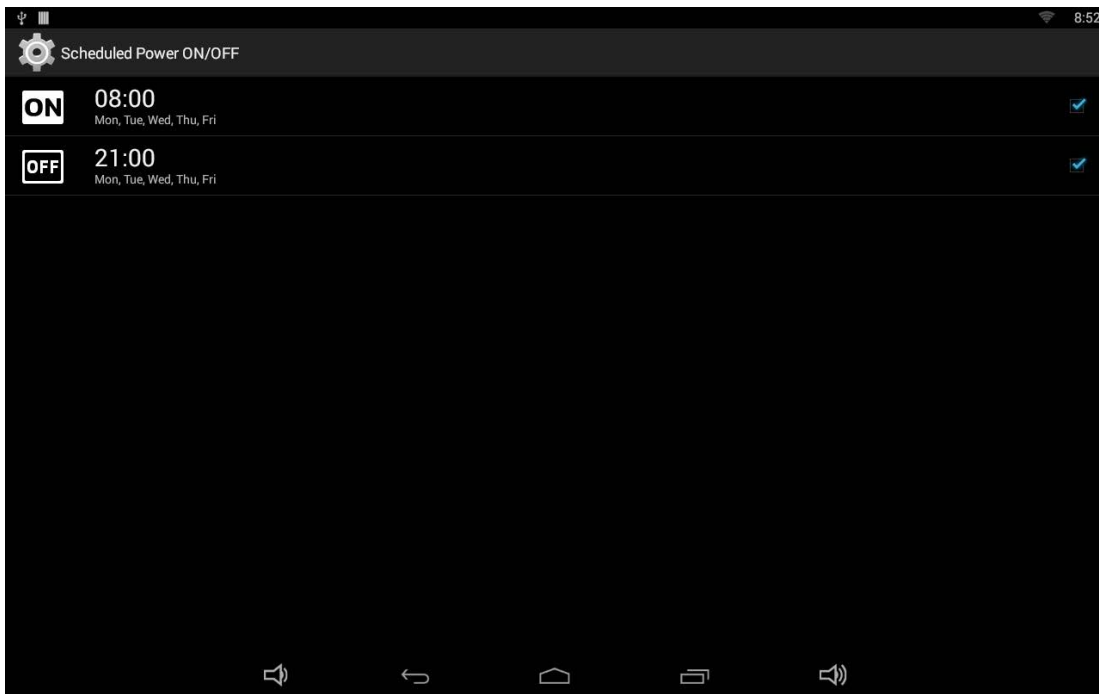 8:52
Scheduled Power ON/OFF
ON
08:00
Mon, Tue, Wed, Thu, Fri
OFF
21:00
Mon, Tue, Wed, Thu, Fri